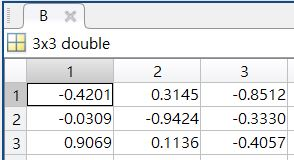 B
3x3 double
1 2 3
1 -0.4201 0.3145 -0.8512
2 -0.0309 -0.9424 -0.3330
3 0.9069 0.1136 -0.4057